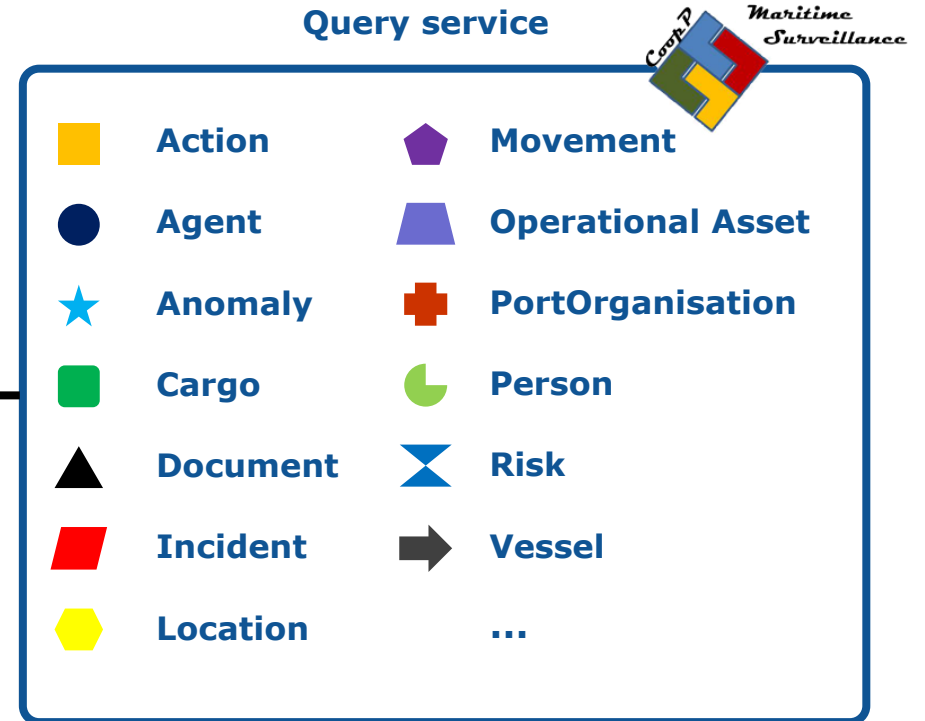 Query service
CoopP
Maritime
Surveillance
Action
Agent
Anomaly
Cargo
Document
Incident
Location
Movement
Operational Asset
PortOrganisation
Person
Risk
Vessel
...